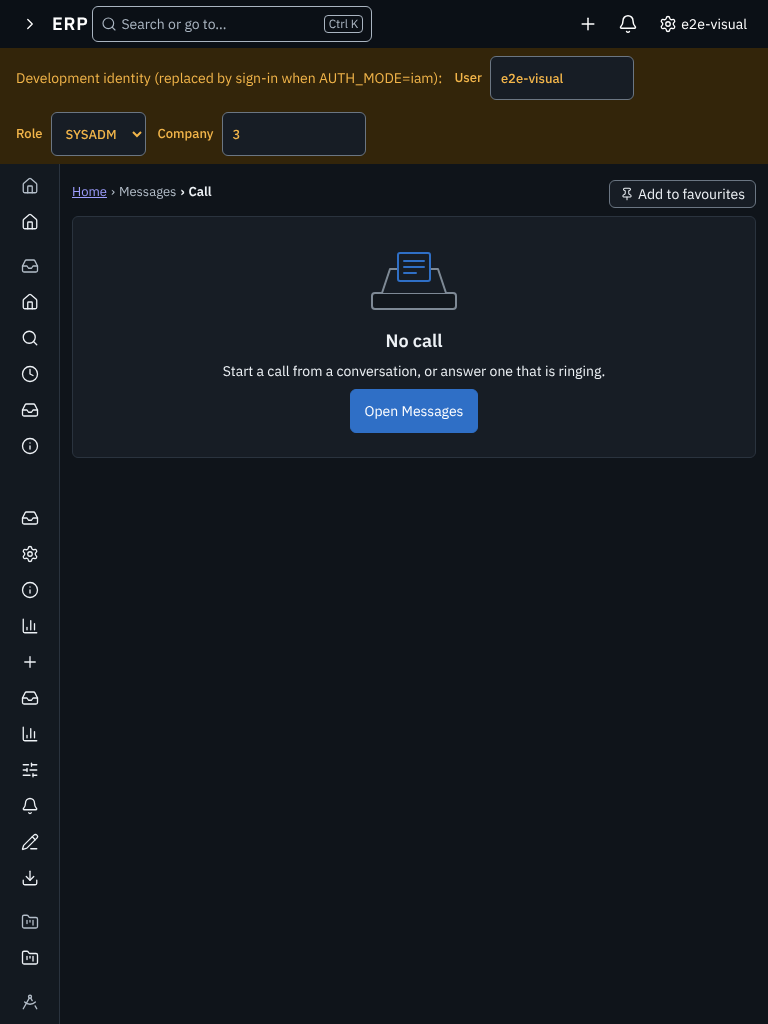 ERP
Search or go to...
Ctrl K
e2e-visual
Development identity (replaced by sign-in when AUTH_MODE=iam):
User
e2e-visual
Role
SYSADM
Company
3
Home › Messages › Call
Add to favourites
No call
Start a call from a conversation, or answer one that is ringing.
Open Messages